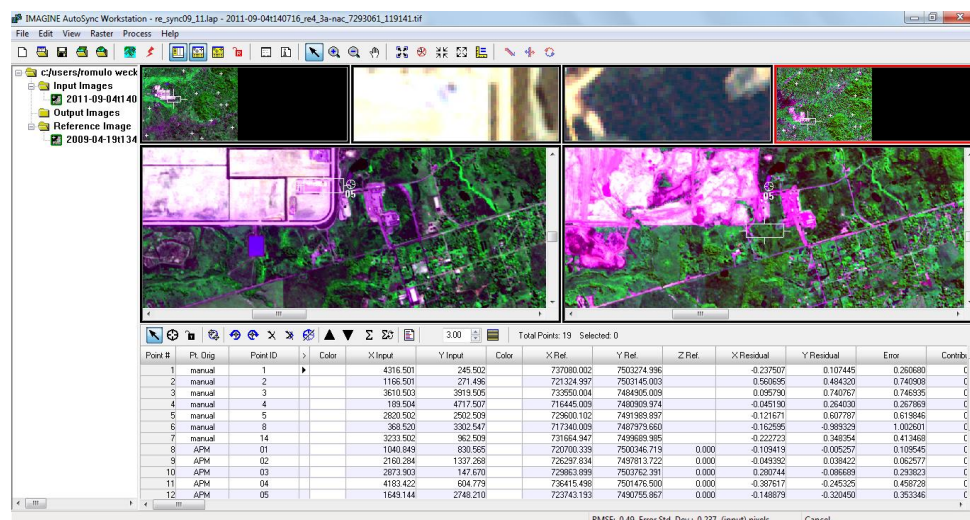 IMAGINE AutoSync Workstation - re_sync09_11.lap - 2011-09-04t140716_re4_3a-nac_7293061_119141.tif
File Edit View Raster Process Help
c:/users/romulo weck
Input Images
2011-09-04t140
Output Images
Reference Image
2009-04-19t134
05
05
3.00 Total Points: 19 Selected: 0
Point # Pt. Orig Point ID > Color X Input Y Input Color X Ref. Y Ref. Z Ref. X Residual Y Residual Error Contribu
1 manual 1 4316.501 245.502 737080.002 7503274.996 -0.237507 0.107445 0.260680 0
2 manual 2 1166.501 271.496 721324.997 7503145.003 0.560695 0.484320 0.740908 0
3 manual 3 3610.503 3919.505 733550.004 7484905.009 0.095790 0.740767 0.746935 0
4 manual 4 189.504 4717.507 716445.009 7480909.974 -0.045190 0.264030 0.267869 0
5 manual 5 2820.502 2502.509 729600.102 7491989.897 -0.121671 0.607787 0.619846 0
6 manual 8 368.520 3302.547 717340.009 7487979.660 -0.162595 -0.989329 1.002601 0
7 manual 14 3233.502 962.509 731664.947 7499689.985 -0.222723 0.348354 0.413468 0
8 APM 01 1040.849 830.565 720700.339 7500346.719 0.000 -0.109419 -0.005257 0.109545 0
9 APM 02 2160.284 1337.268 726297.834 7497813.722 0.000 -0.049392 0.038422 0.062577 0
10 APM 03 2873.903 147.670 729863.899 7503762.391 0.000 0.280744 -0.086689 0.293823 0
11 APM 04 4183.422 604.779 736415.498 7501476.500 0.000 -0.387617 -0.245325 0.458728 0
12 APM 05 1649.144 2748.210 723743.193 7490755.867 0.000 -0.148879 -0.320450 0.353346 0
RMSE: 0.49 Error Std. Dev.: 0.237 (input) pixels Cancel